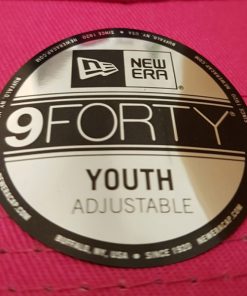 NEW
ERA
9FORTY
YOUTH
ADJUSTABLE
BUFFALO, NY, USA • SINCE 1920 NEWERACAP.COM